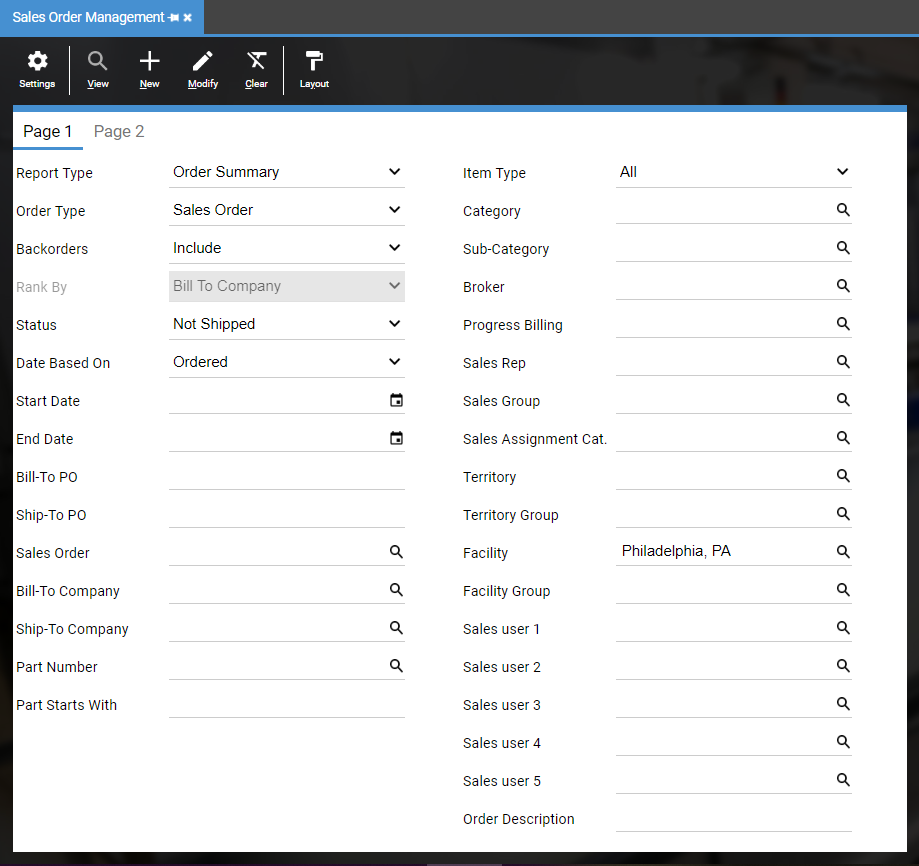 Sales Order Management
Settings
View
New
Modify
Clear
Layout
Page 1
Page 2
Report Type
Order Summary
Order Type
Sales Order
Backorders
Include
Rank By
Bill To Company
Status
Not Shipped
Date Based On
Ordered
Start Date
End Date
Bill-To PO
Ship-To PO
Sales Order
Bill-To Company
Ship-To Company
Part Number
Part Starts With
Item Type
All
Category
Sub-Category
Broker
Progress Billing
Sales Rep
Sales Group
Sales Assignment Cat.
Territory
Territory Group
Facility
Philadelphia, PA
Facility Group
Sales user 1
Sales user 2
Sales user 3
Sales user 4
Sales user 5
Order Description